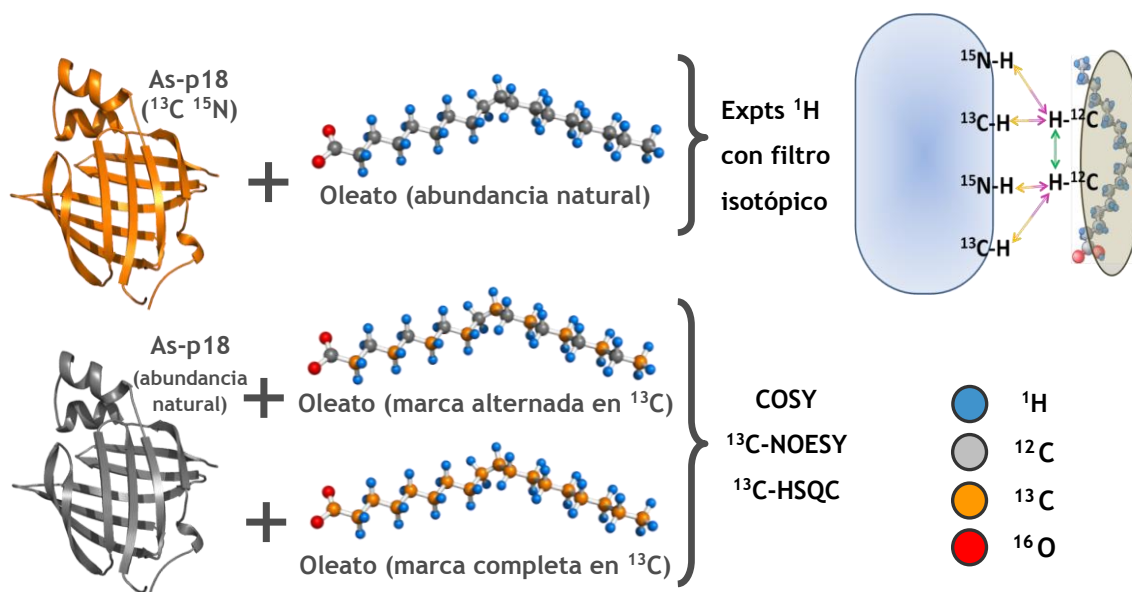 As-p18
(¹³C ¹⁵N)
+
Oleato (abundancia natural)
Expts ¹H
con filtro
isotópico
¹⁵N-H
¹³C-H
H-¹²C
¹⁵N-H
H-¹²C
¹³C-H
As-p18
(abundancia
natural)
+
Oleato (marca alternada en ¹³C)
+
Oleato (marca completa en ¹³C)
COSY
¹³C-NOESY
¹³C-HSQC
¹H
¹²C
¹³C
¹⁶O